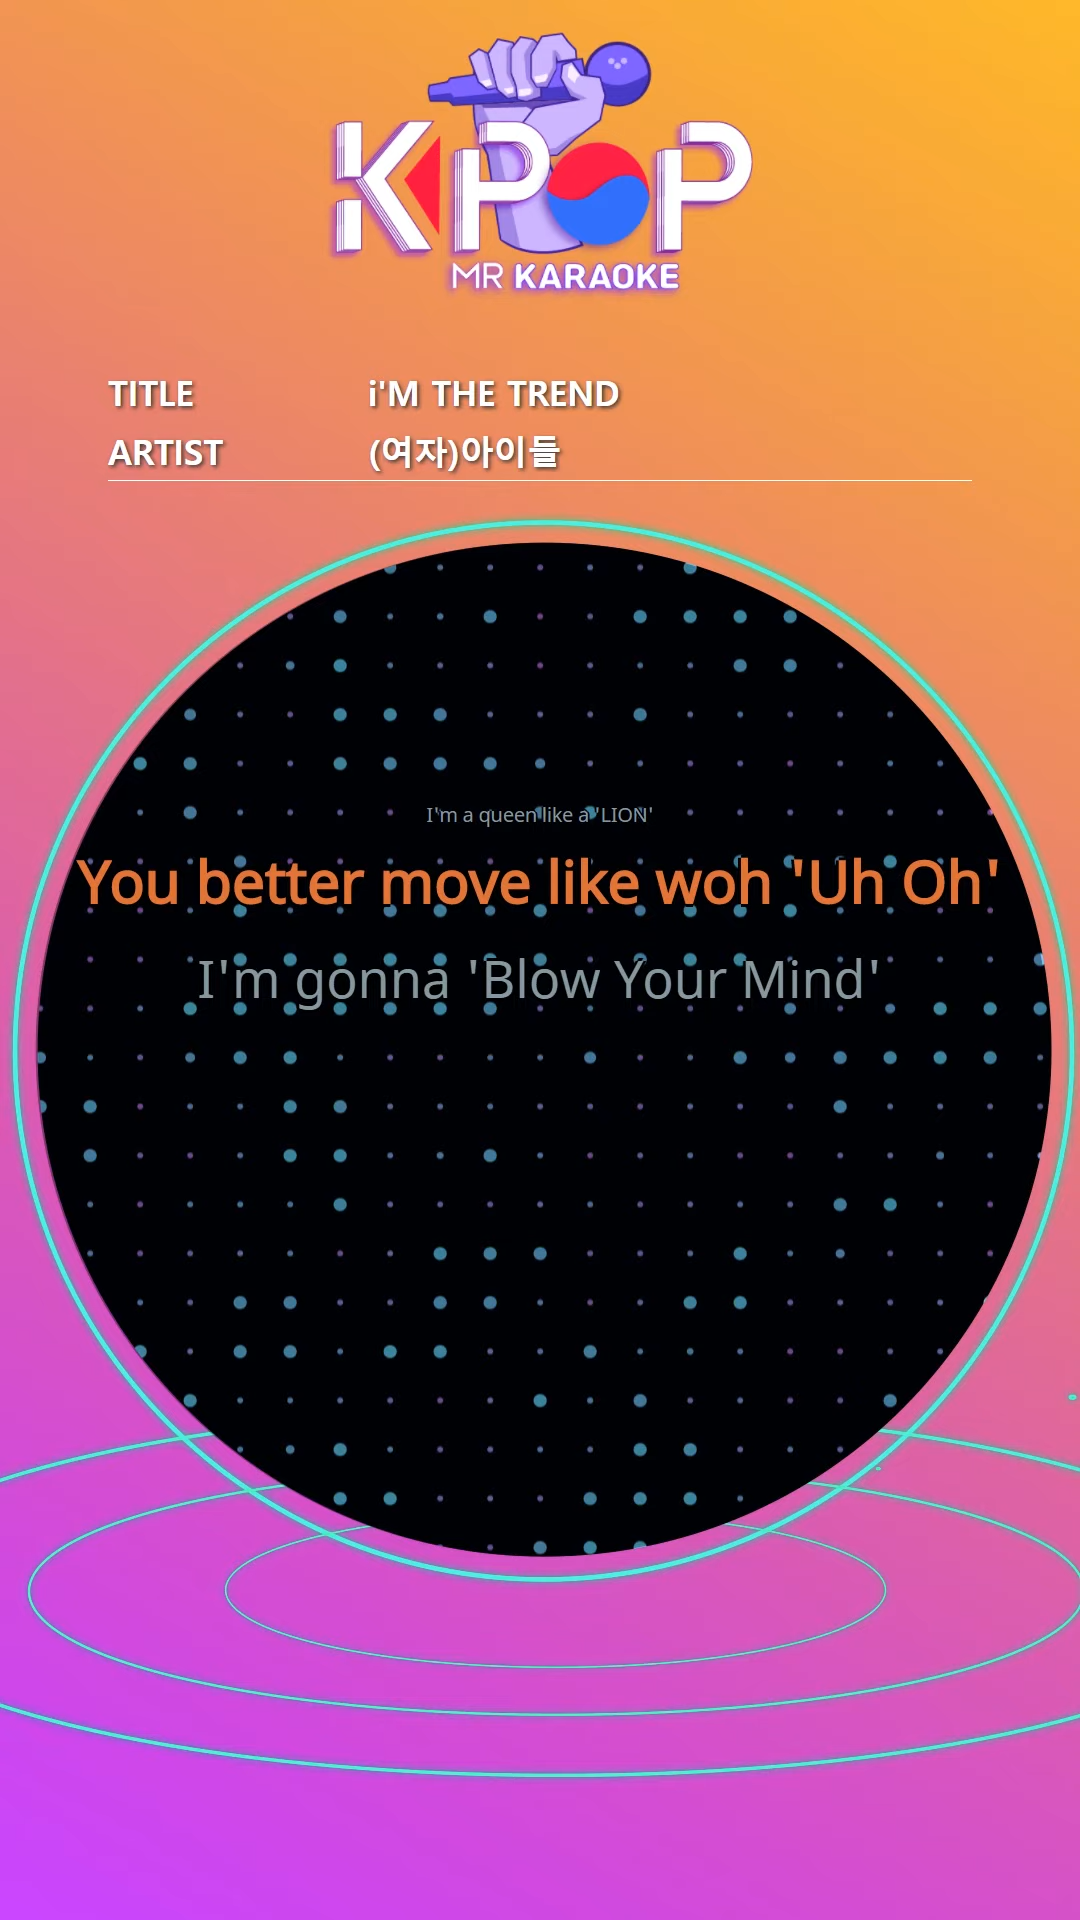 KPOP
MR KARAOKE
TITLE i'M THE TREND
ARTIST (여자)아이들
I'm a queen like a 'LION'
You better move like woh 'Uh Oh'
I'm gonna 'Blow Your Mind'